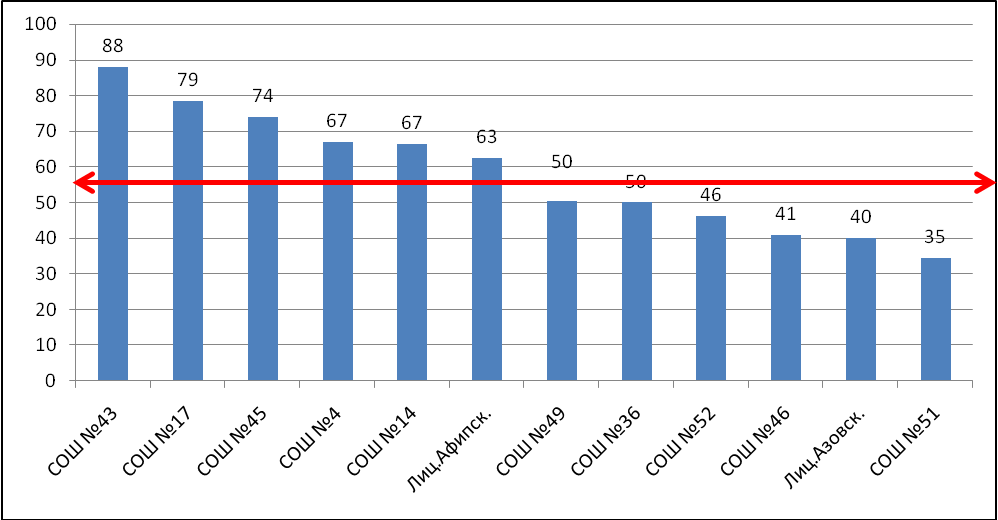 100
90
80
70
60
50
40
30
20
10
0
88
79
74
67
67
63
50
50
46
41
40
35
СОШ №43
СОШ №17
СОШ №45
СОШ №4
СОШ №14
Лиц.Афипск.
СОШ №49
СОШ №36
СОШ №52
СОШ №46
Лиц.Азовск.
СОШ №51